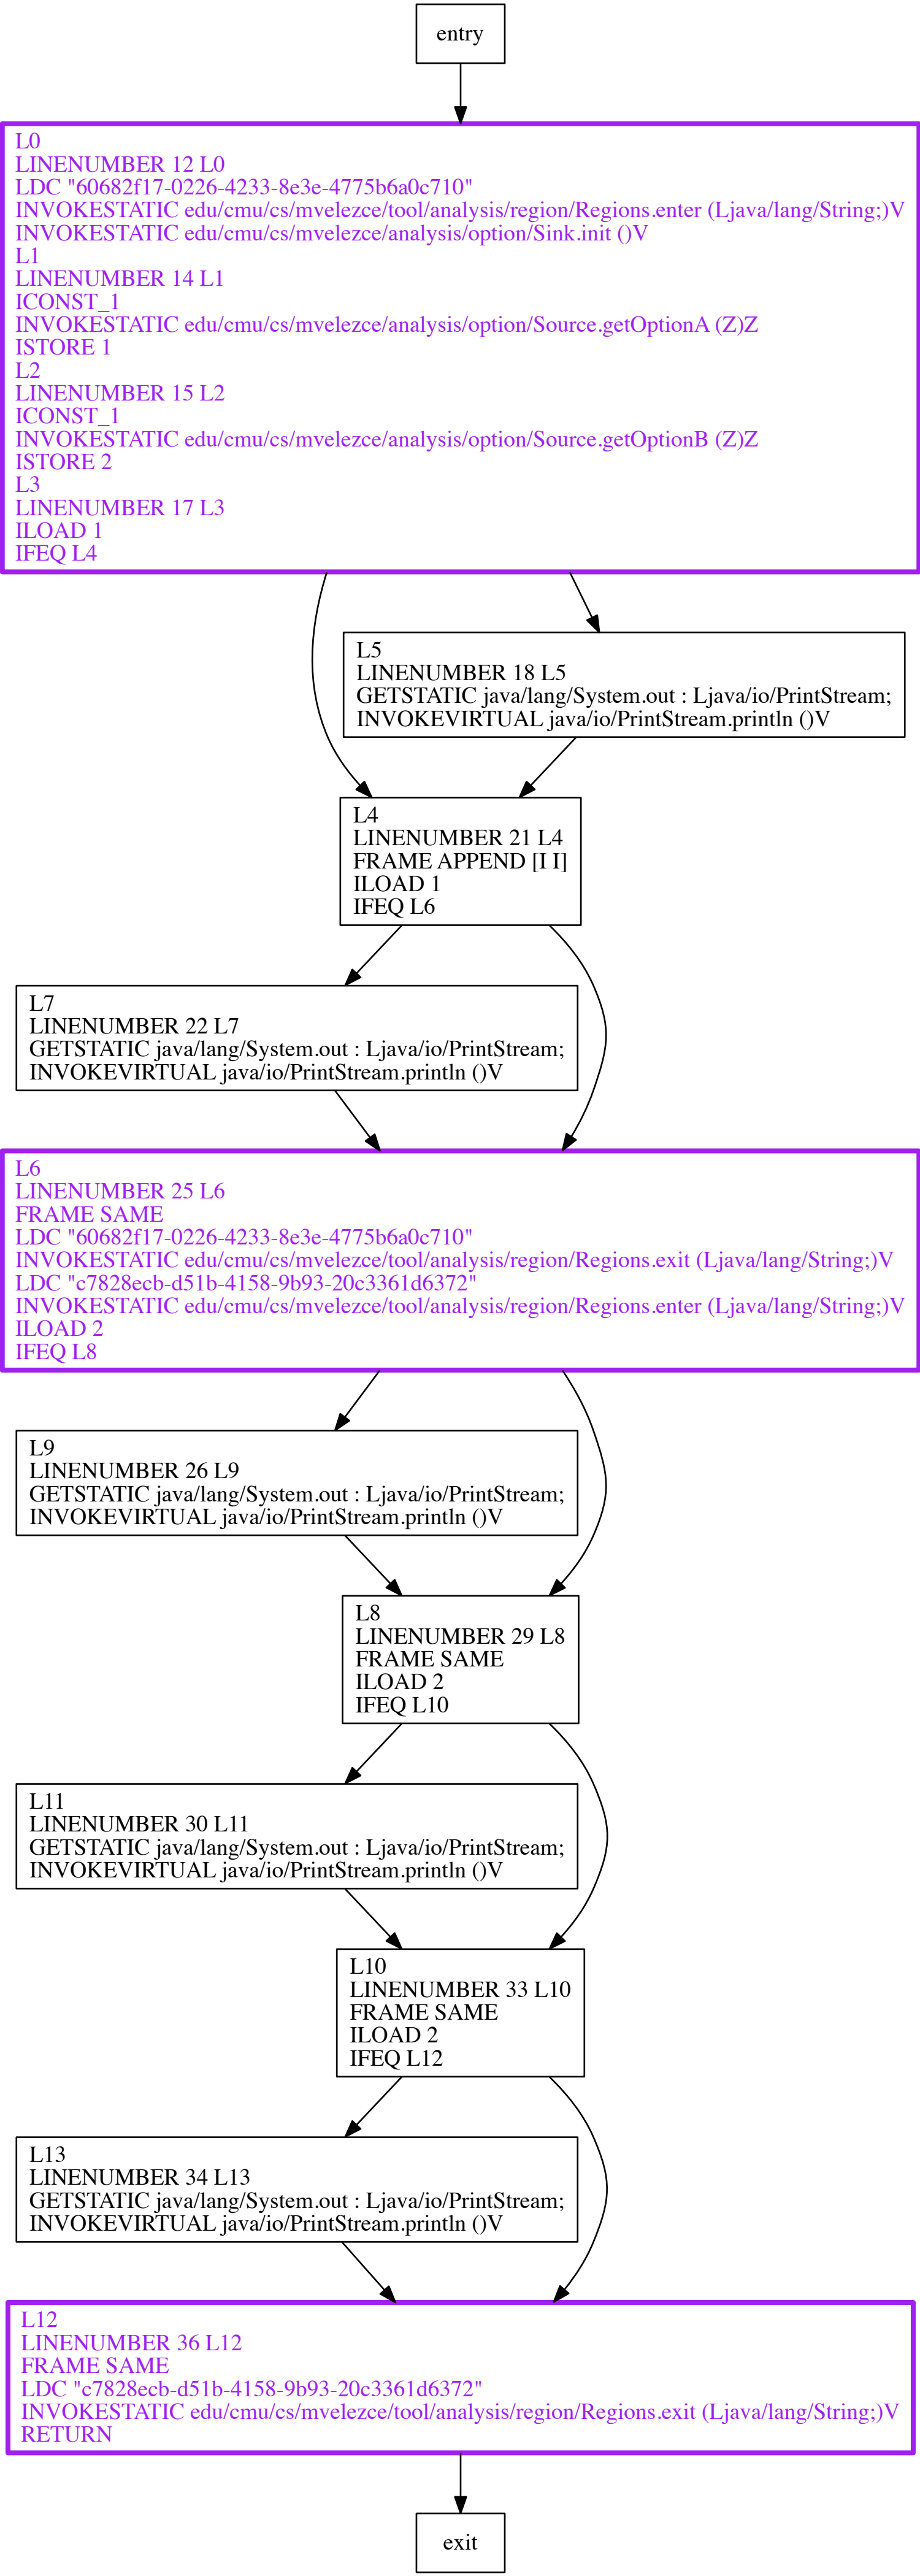 entry
L0
LINENUMBER 12 L0
LDC "60682f17-0226-4233-8e3e-4775b6a0c710"
INVOKESTATIC edu/cmu/cs/mvelezce/tool/analysis/region/Regions.enter (Ljava/lang/String;)V
INVOKESTATIC edu/cmu/cs/mvelezce/analysis/option/Sink.init ()V
L1
LINENUMBER 14 L1
ICONST_1
INVOKESTATIC edu/cmu/cs/mvelezce/analysis/option/Source.getOptionA (Z)Z
ISTORE 1
L2
LINENUMBER 15 L2
ICONST_1
INVOKESTATIC edu/cmu/cs/mvelezce/analysis/option/Source.getOptionB (Z)Z
ISTORE 2
L3
LINENUMBER 17 L3
ILOAD 1
IFEQ L4
L5
LINENUMBER 18 L5
GETSTATIC java/lang/System.out : Ljava/io/PrintStream;
INVOKEVIRTUAL java/io/PrintStream.println ()V
L4
LINENUMBER 21 L4
FRAME APPEND [I I]
ILOAD 1
IFEQ L6
L7
LINENUMBER 22 L7
GETSTATIC java/lang/System.out : Ljava/io/PrintStream;
INVOKEVIRTUAL java/io/PrintStream.println ()V
L6
LINENUMBER 25 L6
FRAME SAME
LDC "60682f17-0226-4233-8e3e-4775b6a0c710"
INVOKESTATIC edu/cmu/cs/mvelezce/tool/analysis/region/Regions.exit (Ljava/lang/String;)V
LDC "c7828ecb-d51b-4158-9b93-20c3361d6372"
INVOKESTATIC edu/cmu/cs/mvelezce/tool/analysis/region/Regions.enter (Ljava/lang/String;)V
ILOAD 2
IFEQ L8
L9
LINENUMBER 26 L9
GETSTATIC java/lang/System.out : Ljava/io/PrintStream;
INVOKEVIRTUAL java/io/PrintStream.println ()V
L8
LINENUMBER 29 L8
FRAME SAME
ILOAD 2
IFEQ L10
L11
LINENUMBER 30 L11
GETSTATIC java/lang/System.out : Ljava/io/PrintStream;
INVOKEVIRTUAL java/io/PrintStream.println ()V
L10
LINENUMBER 33 L10
FRAME SAME
ILOAD 2
IFEQ L12
L13
LINENUMBER 34 L13
GETSTATIC java/lang/System.out : Ljava/io/PrintStream;
INVOKEVIRTUAL java/io/PrintStream.println ()V
L12
LINENUMBER 36 L12
FRAME SAME
LDC "c7828ecb-d51b-4158-9b93-20c3361d6372"
INVOKESTATIC edu/cmu/cs/mvelezce/tool/analysis/region/Regions.exit (Ljava/lang/String;)V
RETURN
exit